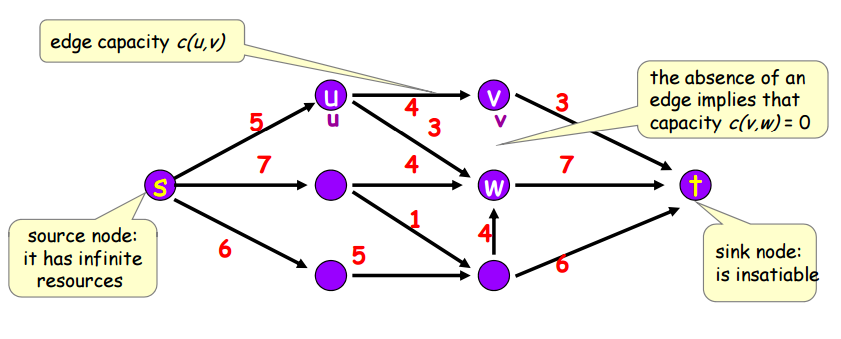 edge capacity c(u,v)
the absence of an
edge implies that
capacity c(v,w) = 0
u
v
4
3
u
v
5
3
7
4
7
s
w
t
1
source node:
it has infinite
resources
6
5
4
6
sink node:
is insatiable